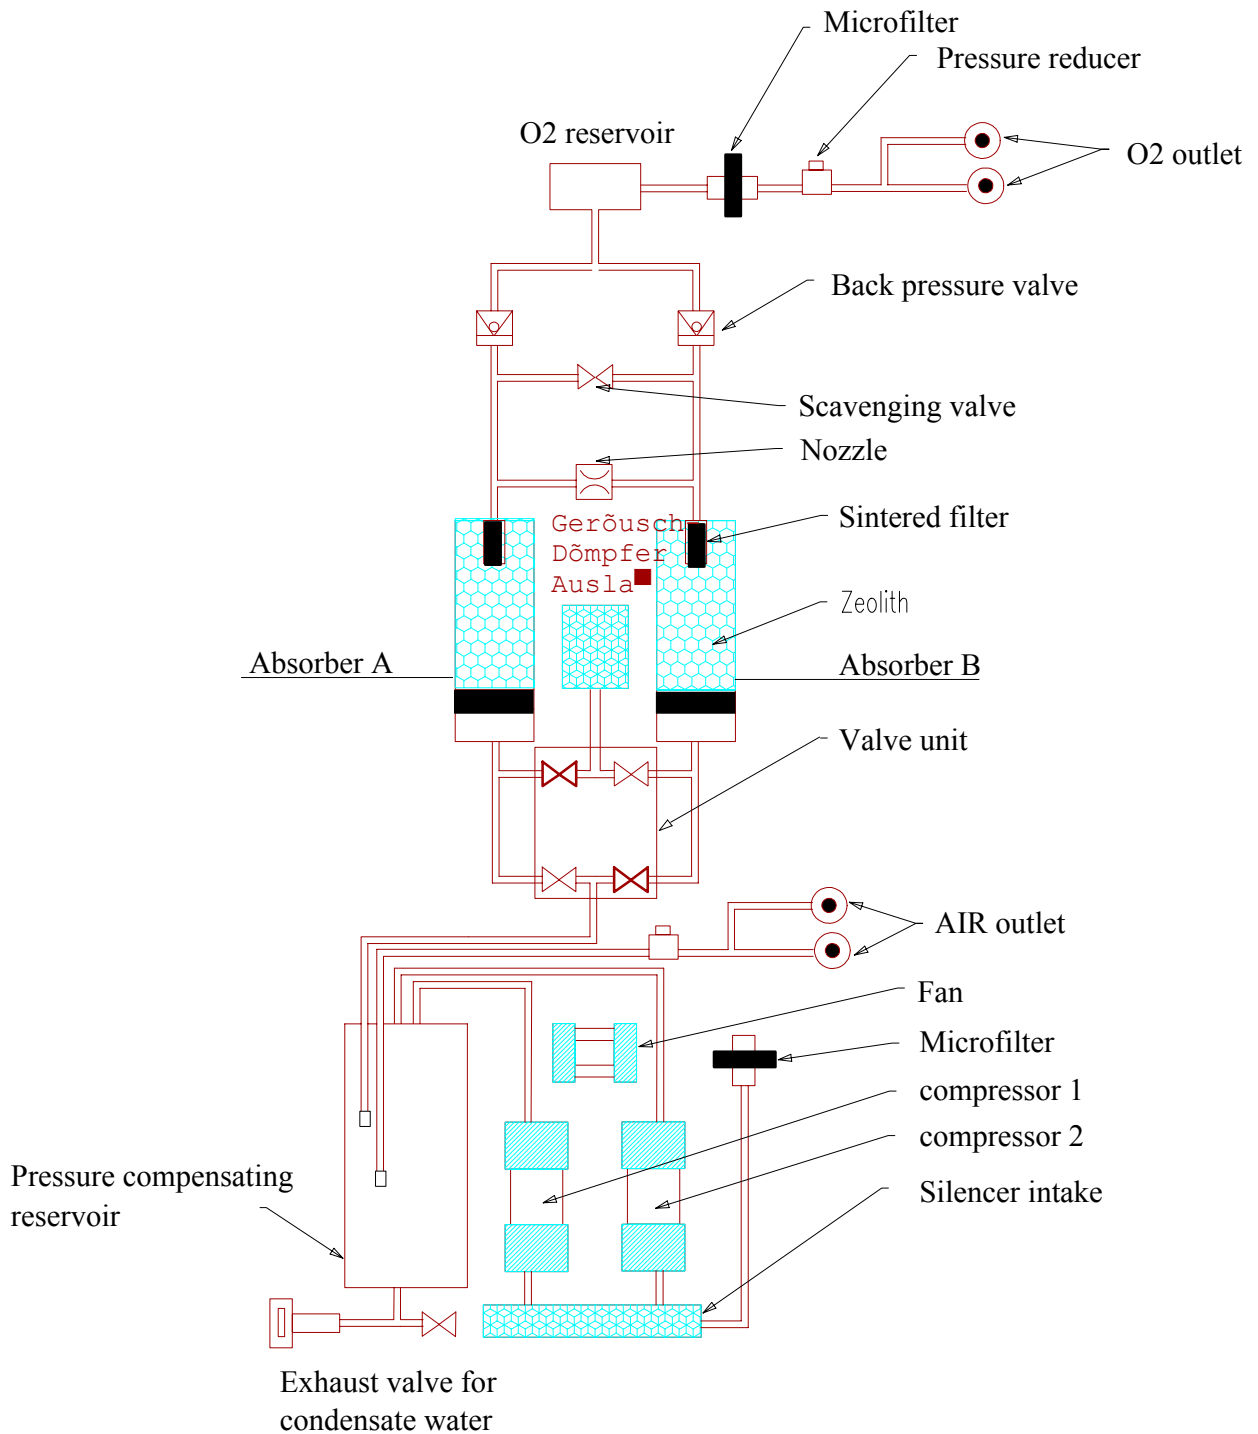 Microfilter
Pressure reducer
O2 reservoir
O2 outlet
Back pressure valve
Scavenging valve
Nozzle
Geröusch
Dömpfer
Ausla■
Sintered filter
Zeolith
Absorber A
Absorber B
Valve unit
AIR outlet
Fan
Microfilter
compressor 1
compressor 2
Pressure compensating
reservoir
Silencer intake
Exhaust valve for
condensate water